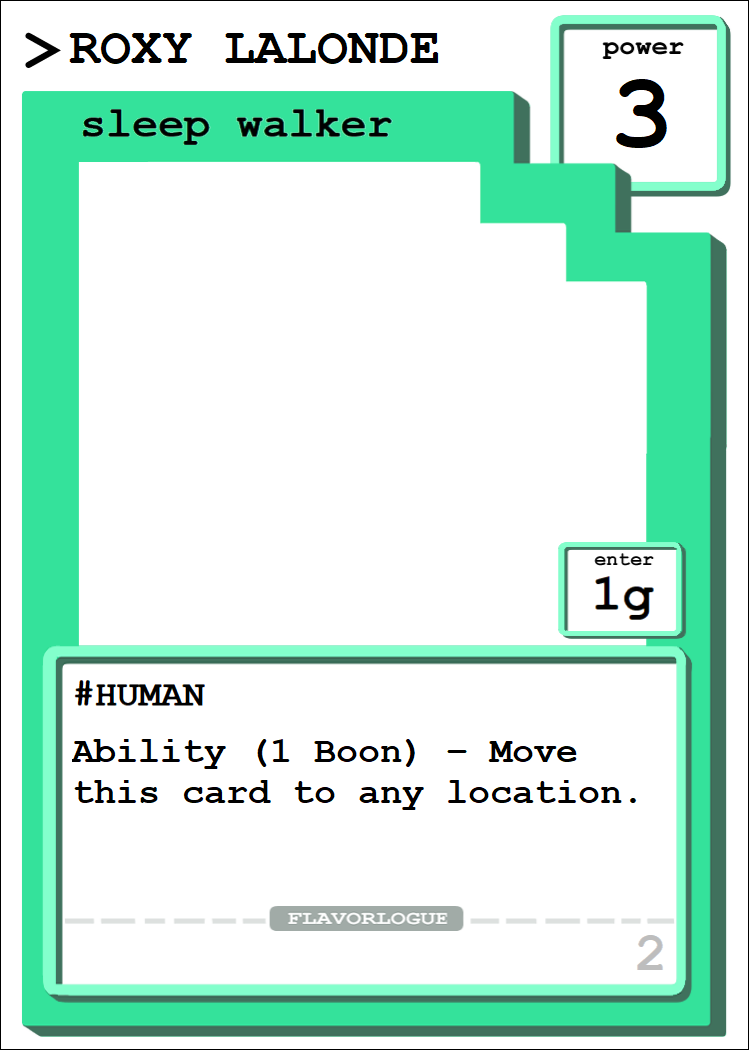 >ROXY LALONDE
power
3
sleep walker
enter
1g
#HUMAN
Ability (1 Boon) – Move
this card to any location.
FLAVORLOGUE
2